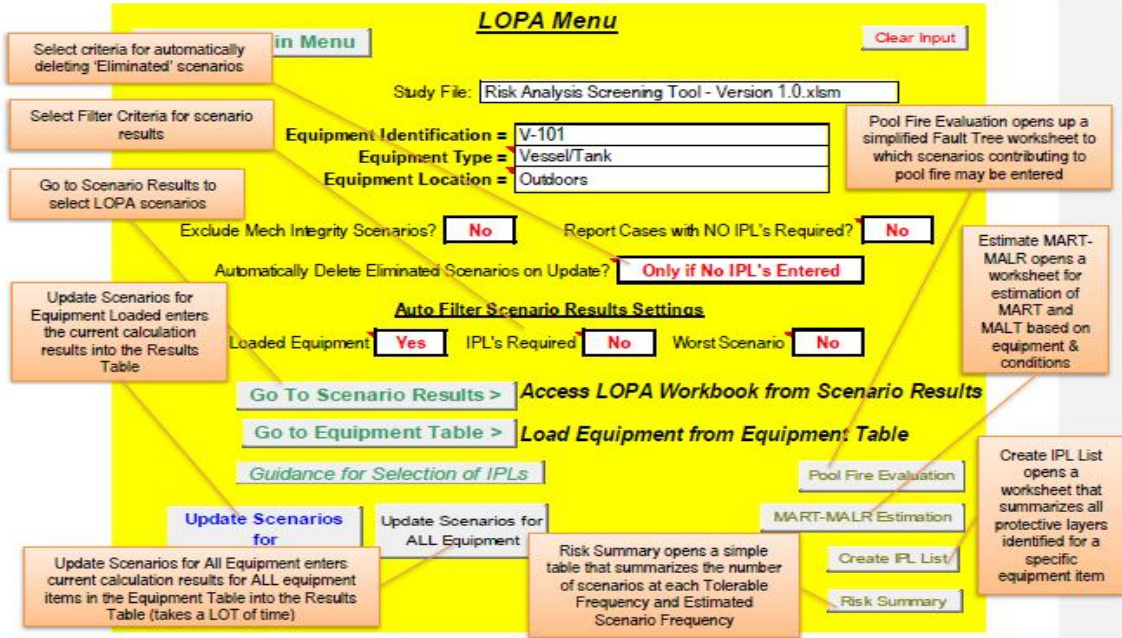 LOPA Menu
in Menu
Clear Input
Select criteria for automatically
deleting 'Eliminated' scenarios
Study File: Risk Analysis Screening Tool - Version 1.0.xlsm
Select Filter Criteria for scenario
results
Equipment Identification = V-101
Equipment Type = Vessel/Tank
Equipment Location = Outdoors
Pool Fire Evaluation opens up a
simplified Fault Tree worksheet to
which scenarios contributing to
pool fire may be entered
Go to Scenario Results to
select LOPA scenarios
Exclude Mech Integrity Scenarios? No
Report Cases with NO IPL's Required? No
Automatically Delete Eliminated Scenarios on Update? Only if No IPL's Entered
Estimate MART-
MALR opens a
worksheet for
estimation of
MART and
MALT based on
equipment &
conditions
Update Scenarios for
Equipment Loaded enters
the current calculation
results into the Results
Table
Auto Filter Scenario Results Settings
Loaded Equipment Yes IPL's Required No Worst Scenario No
Go To Scenario Results > Access LOPA Workbook from Scenario Results
Go to Equipment Table > Load Equipment from Equipment Table
Guidance for Selection of IPLs
Pool Fire Evaluation
Create IPL List
opens a
worksheet that
summarizes all
protective layers
identified for a
specific
equipment item
Update Scenarios
for
Update Scenarios for
ALL Equipment
MART-MALR Estimation
Create IPL List
Risk Summary
Update Scenarios for All Equipment enters
current calculation results for ALL equipment
items in the Equipment Table into the Results
Table (takes a LOT of time)
Risk Summary opens a simple
table that summarizes the number
of scenarios at each Tolerable
Frequency and Estimated
Scenario Frequency